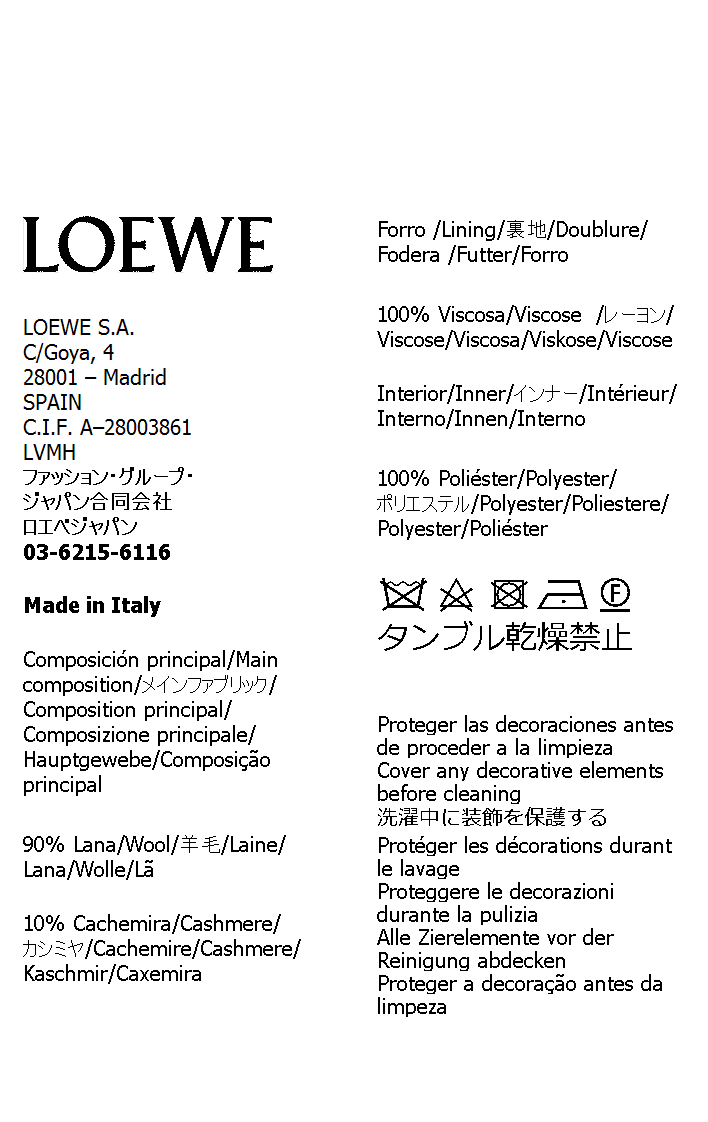 LOEWE
LOEWE S.A.
C/Goya, 4
28001 – Madrid
SPAIN
C.I.F. A–28003861
LVMH
ファッション・グループ・
ジャパン合同会社
ロエベジャパン
03-6215-6116
Made in Italy
Composición principal/Main
composition/メインファブリック/
Composition principal/
Composizione principale/
Hauptgewebe/Composição
principal
90% Lana/Wool/羊毛/Laine/
Lana/Wolle/Lã
10% Cachemira/Cashmere/
カシミヤ/Cachemire/Cashmere/
Kaschmir/Caxemira
Forro /Lining/裏地/Doublure/
Fodera /Futter/Forro
100% Viscosa/Viscose /レーヨン/
Viscose/Viscosa/Viskose/Viscose
Interior/Inner/インナー/Intérieur/
Interno/Innen/Interno
100% Poliéster/Polyester/
ポリエステル/Polyester/Poliestere/
Polyester/Poliéster
F
タンブル乾燥禁止
Proteger las decoraciones antes
de proceder a la limpieza
Cover any decorative elements
before cleaning
洗濯中に装飾を保護する
Protéger les décorations durant
le lavage
Proteggere le decorazioni
durante la pulizia
Alle Zierelemente vor der
Reinigung abdecken
Proteger a decoração antes da
limpeza